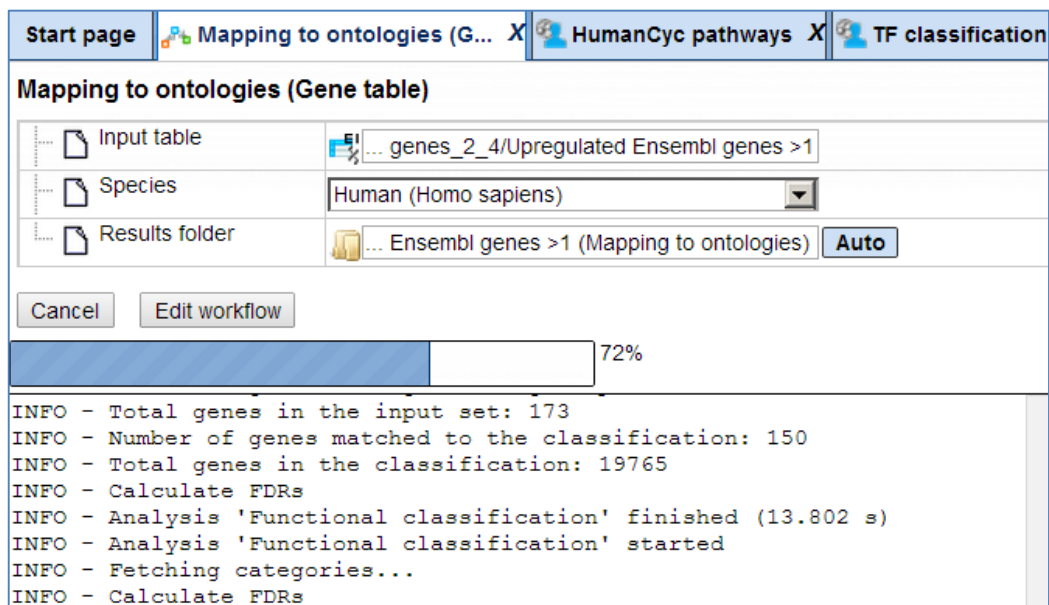 Start page Mapping to ontologies (G... X HumanCyc pathways X TF classification
Mapping to ontologies (Gene table)
Input table ... genes_2_4/Upregulated Ensembl genes >1
Species Human (Homo sapiens)
Results folder ... Ensembl genes >1 (Mapping to ontologies) Auto
Cancel Edit workflow
72%
INFO - Total genes in the input set: 173
INFO - Number of genes matched to the classification: 150
INFO - Total genes in the classification: 19765
INFO - Calculate FDRs
INFO - Analysis 'Functional classification' finished (13.802 s)
INFO - Analysis 'Functional classification' started
INFO - Fetching categories...
INFO - Calculate FDRs